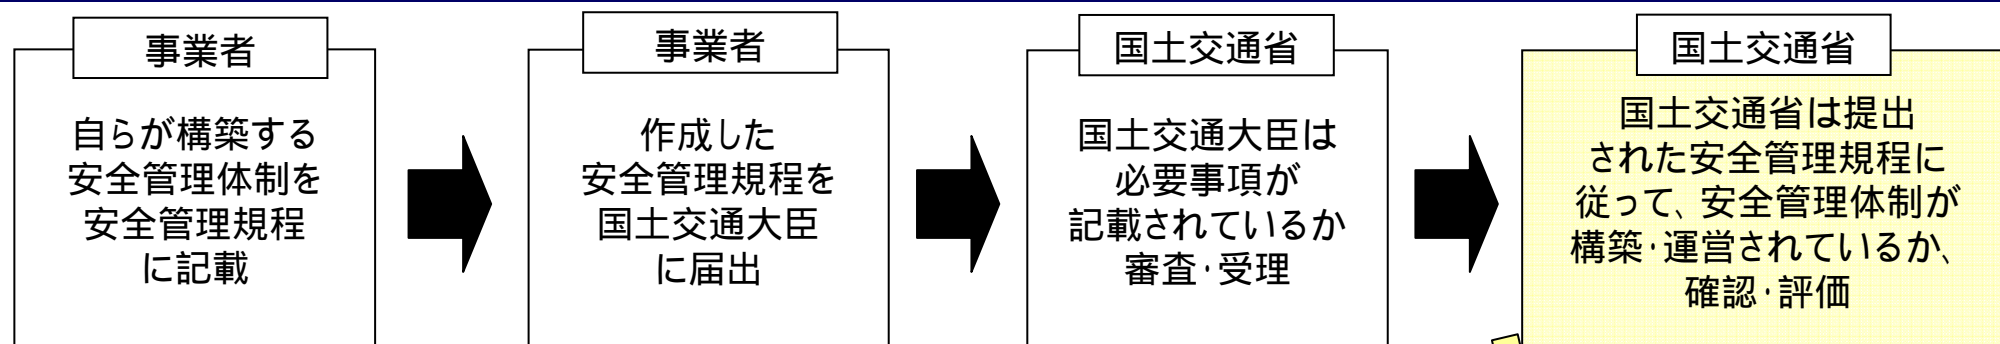 事業者
自らが構築する
安全管理体制を
安全管理規程
に記載
事業者
作成した
安全管理規程を
国土交通大臣
に届出
国土交通省
国土交通大臣は
必要事項が
記載されているか
審査･受理
国土交通省
国土交通省は提出
された安全管理規程に
従って、安全管理体制が
構築･運営されているか、
確認･評価